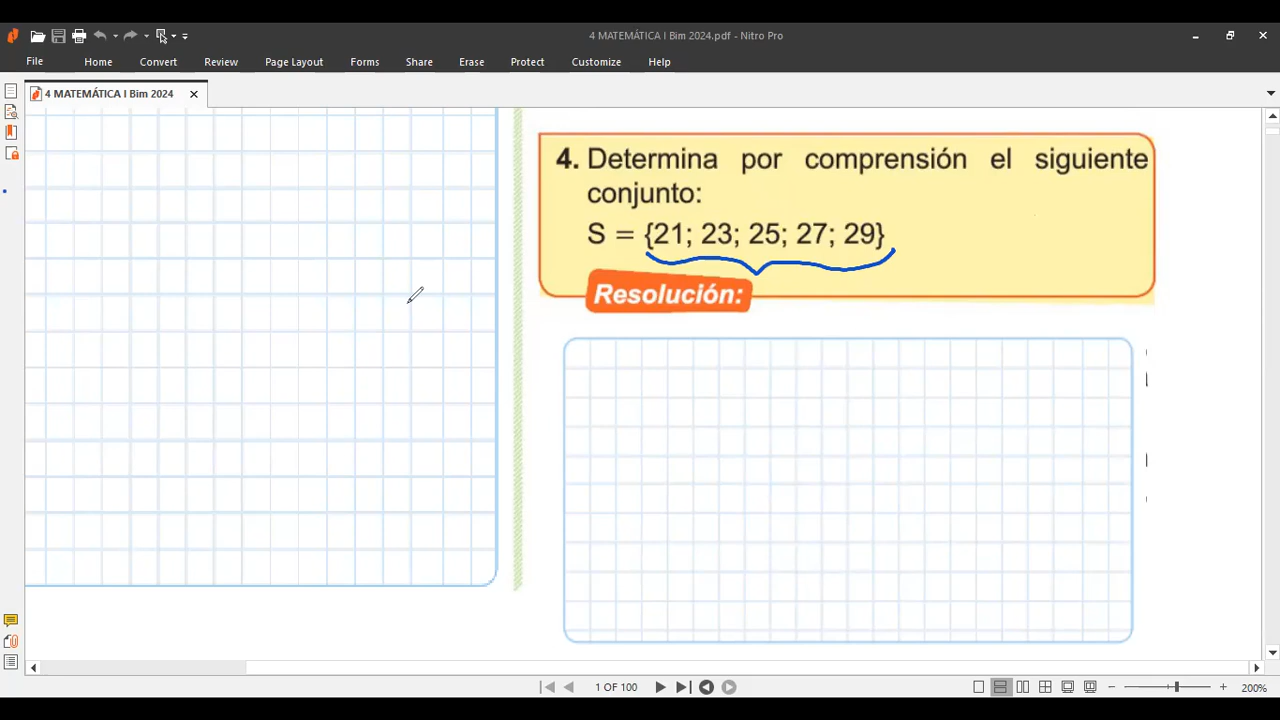 4 MATEMÁTICA I Bim 2024.pdf - Nitro Pro
File Home Convert Review Page Layout Forms Share Erase Protect Customize Help
4 MATEMÁTICA I Bim 2024
4. Determina por comprensión el siguiente
conjunto:
S = {21; 23; 25; 27; 29}
Resolución:
1 OF 100
200%